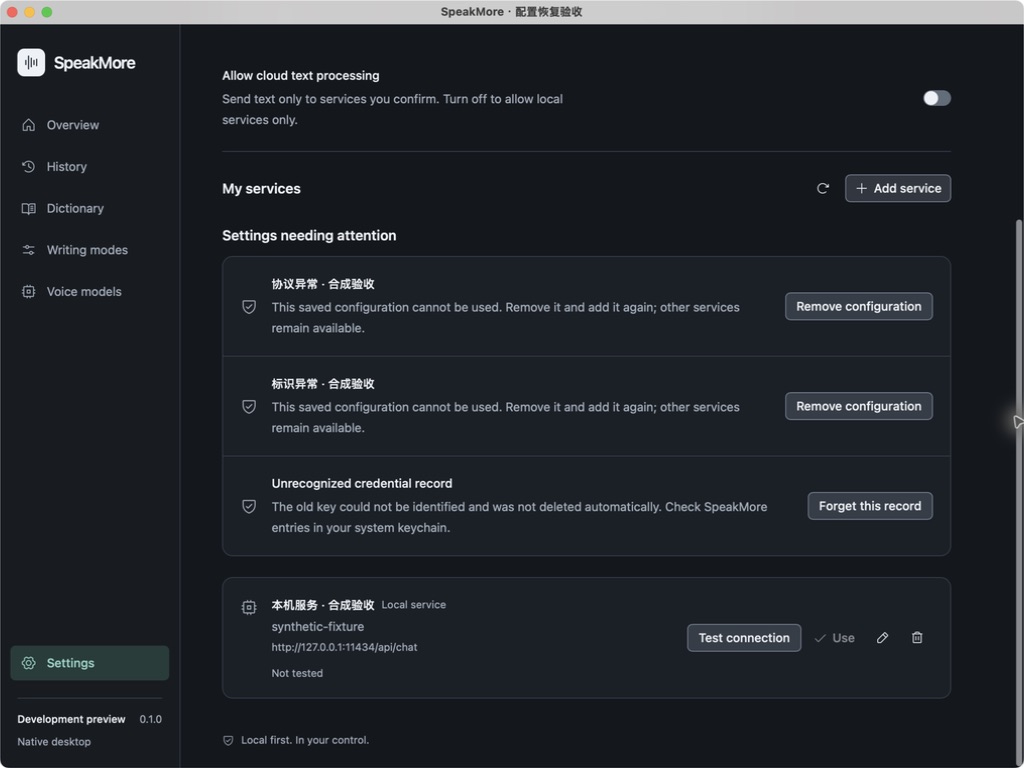 SpeakMore · 配置恢复验收
SpeakMore
Overview
History
Dictionary
Writing modes
Voice models
Settings
Development preview 0.1.0
Native desktop
Allow cloud text processing
Send text only to services you confirm. Turn off to allow local
services only.
My services
Add service
Settings needing attention
协议异常 · 合成验收
This saved configuration cannot be used. Remove it and add it again; other services
remain available.
Remove configuration
标识异常 · 合成验收
This saved configuration cannot be used. Remove it and add it again; other services
remain available.
Remove configuration
Unrecognized credential record
The old key could not be identified and was not deleted automatically. Check SpeakMore
entries in your system keychain.
Forget this record
本机服务 · 合成验收 Local service
synthetic-fixture
http://127.0.0.1:11434/api/chat
Not tested
Test connection
Use
Local first. In your control.